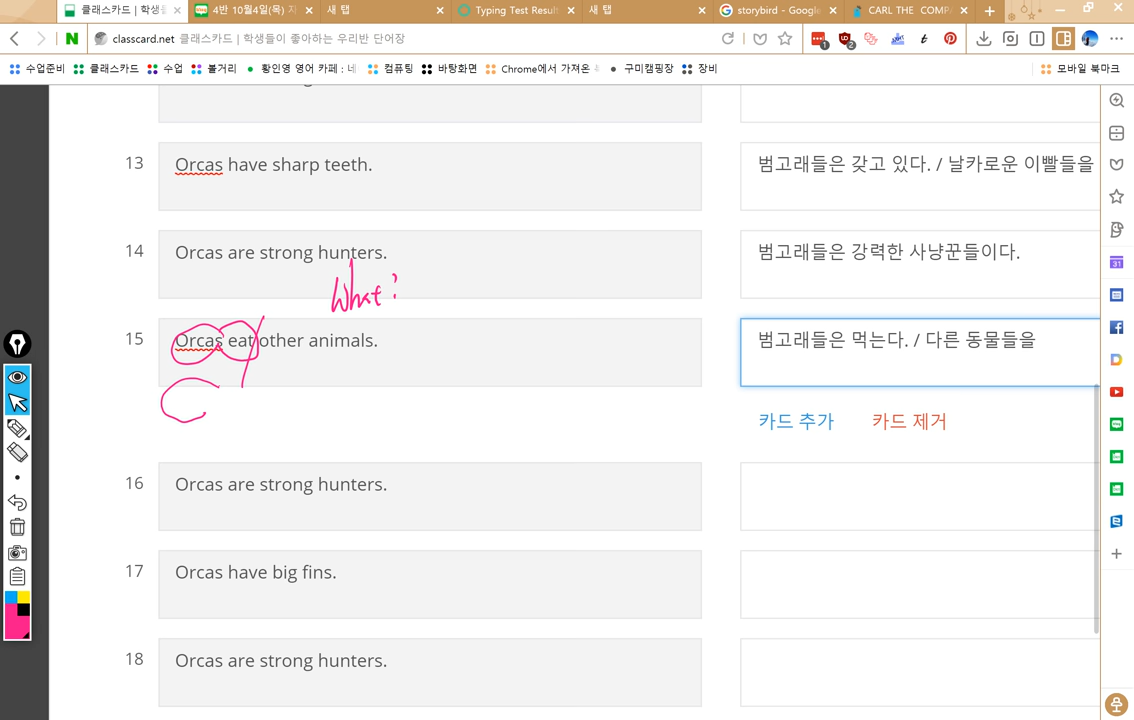 클래스카드 | 학생들
4반 10월4일(목) 지
새 탭
Typing Test Result
새 탭
storybird - Google
CARL THE COMPA
N
classcard.net 클래스카드 | 학생들이 좋아하는 우리반 단어장
수업준비 클래스카드 수업 볼거리 황인영 영어 카페 : 네 컴퓨팅 바탕화면 Chrome에서 가져온 구미캠핑장 장비 모바일 북마크
13 Orcas have sharp teeth. 범고래들은 갖고 있다. / 날카로운 이빨들을
14 Orcas are strong hunters. 범고래들은 강력한 사냥꾼들이다.
What?
15 Orcas eat other animals. 범고래들은 먹는다. / 다른 동물들을
카드 추가 카드 제거
16 Orcas are strong hunters.
17 Orcas have big fins.
18 Orcas are strong hunters.